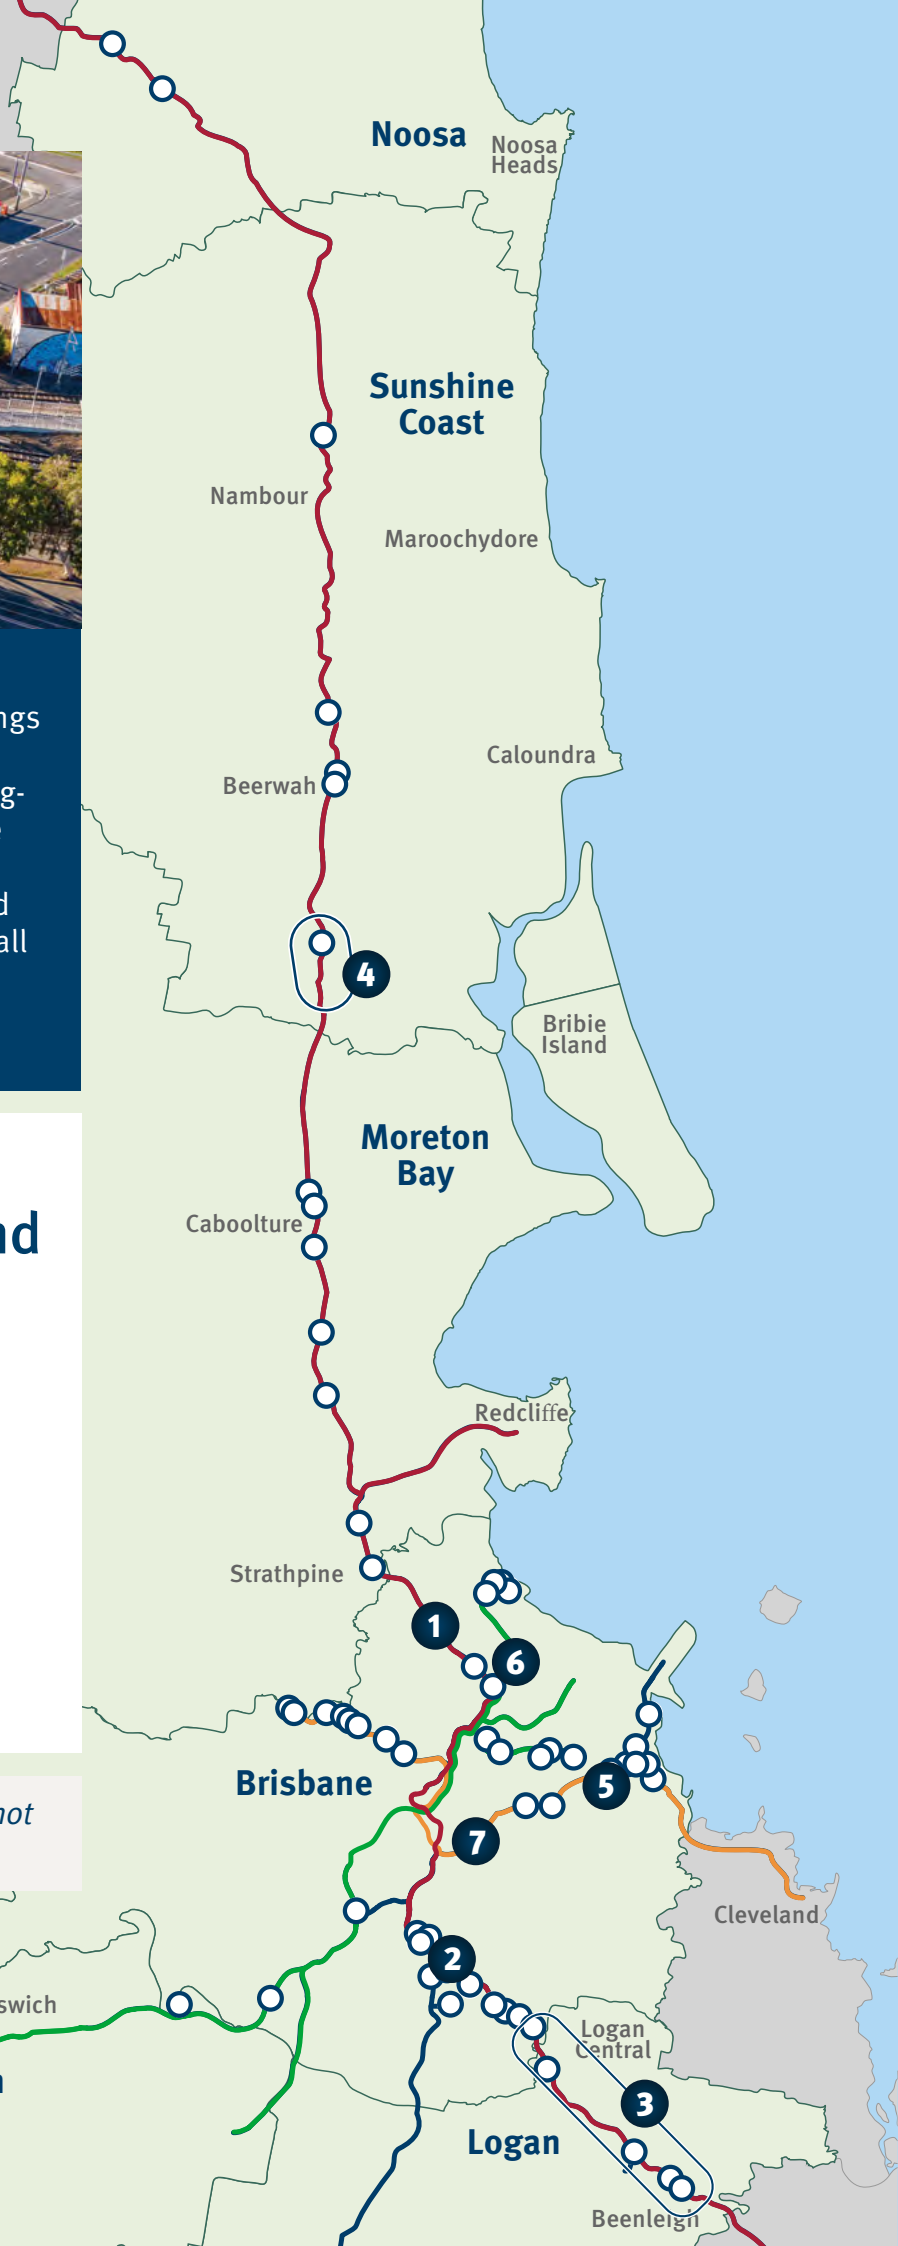 Noosa
Noosa
Heads
Sunshine
Coast
Nambour
Maroochydore
ngs
Caloundra
Beerwah
g-
d
all
4
Bribie
Island
Moreton
Bay
Caboolture
nd
Redcliffe
Strathpine
1
6
Brisbane
5
not
7
Cleveland
2
swich
Logan
Central
3
Logan
Beenleigh